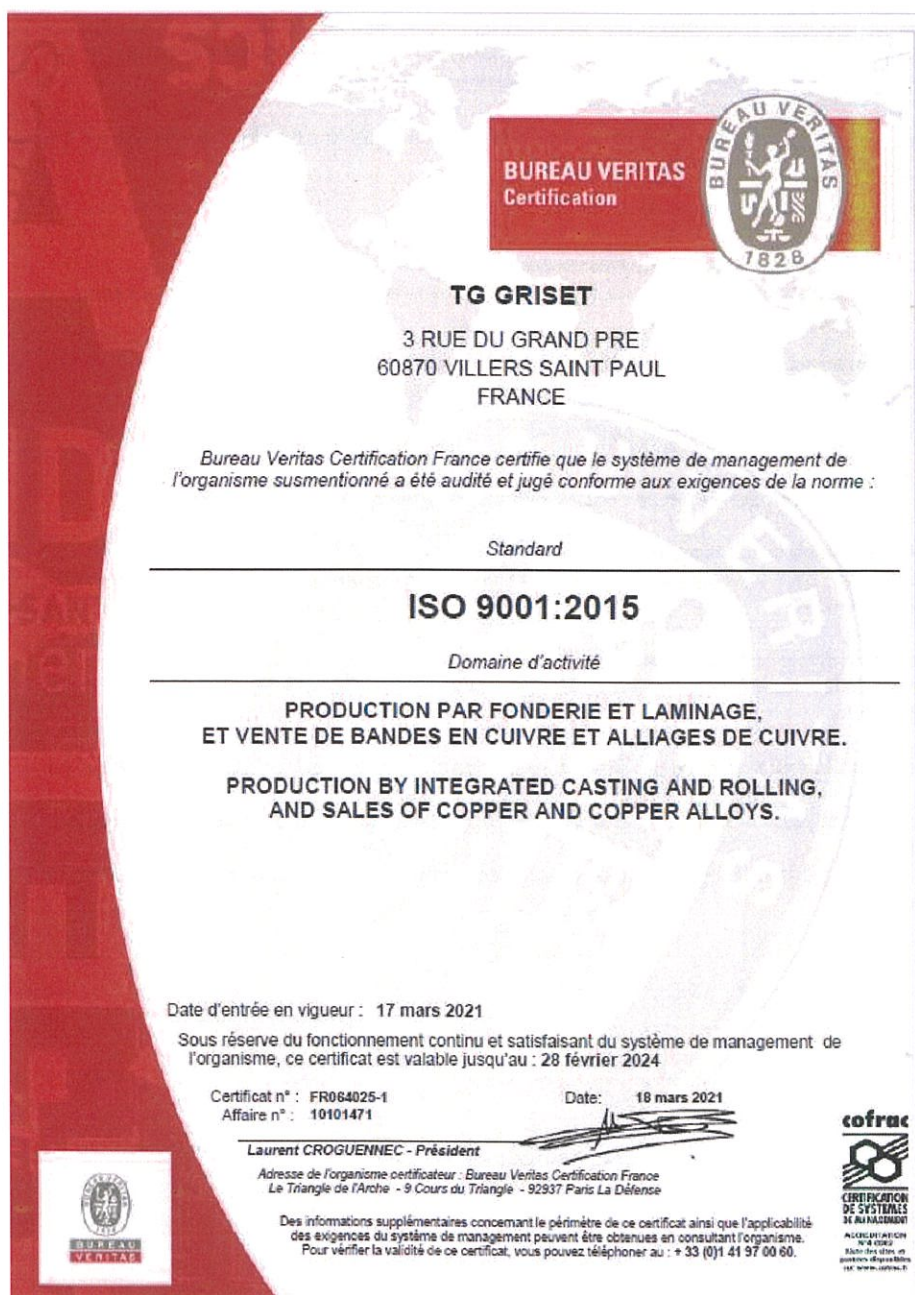 BUREAU VERITAS
Certification
BUREAU VERITAS
1828
TG GRISET
3 RUE DU GRAND PRE
60870 VILLERS SAINT PAUL
FRANCE
Bureau Veritas Certification France certifie que le système de management de
l'organisme susmentionné a été audité et jugé conforme aux exigences de la norme :
Standard
ISO 9001:2015
Domaine d'activité
PRODUCTION PAR FONDERIE ET LAMINAGE,
ET VENTE DE BANDES EN CUIVRE ET ALLIAGES DE CUIVRE.
PRODUCTION BY INTEGRATED CASTING AND ROLLING,
AND SALES OF COPPER AND COPPER ALLOYS.
Date d'entrée en vigueur : 17 mars 2021
Sous réserve du fonctionnement continu et satisfaisant du système de management de
l'organisme, ce certificat est valable jusqu'au : 28 février 2024
Certificat n° : FR064025-1
Date: 18 mars 2021
Affaire n° : 10101471
Laurent CROGUENNEC - Président
Adresse de l'organisme certificateur : Bureau Veritas Certification France
Le Triangle de l'Arche - 9 Cours du Triangle - 92937 Paris La Défense
Des informations supplémentaires concernant le périmètre de ce certificat ainsi que l'applicabilité
des exigences du système de management peuvent être obtenues en consultant l'organisme.
Pour vérifier la validité de ce certificat, vous pouvez téléphoner au : + 33 (0)1 41 97 00 60.
BUREAU
VERITAS
cofrac
CERTIFICATION
DE SYSTEMES
DE MANAGEMENT
ACCREDITATION